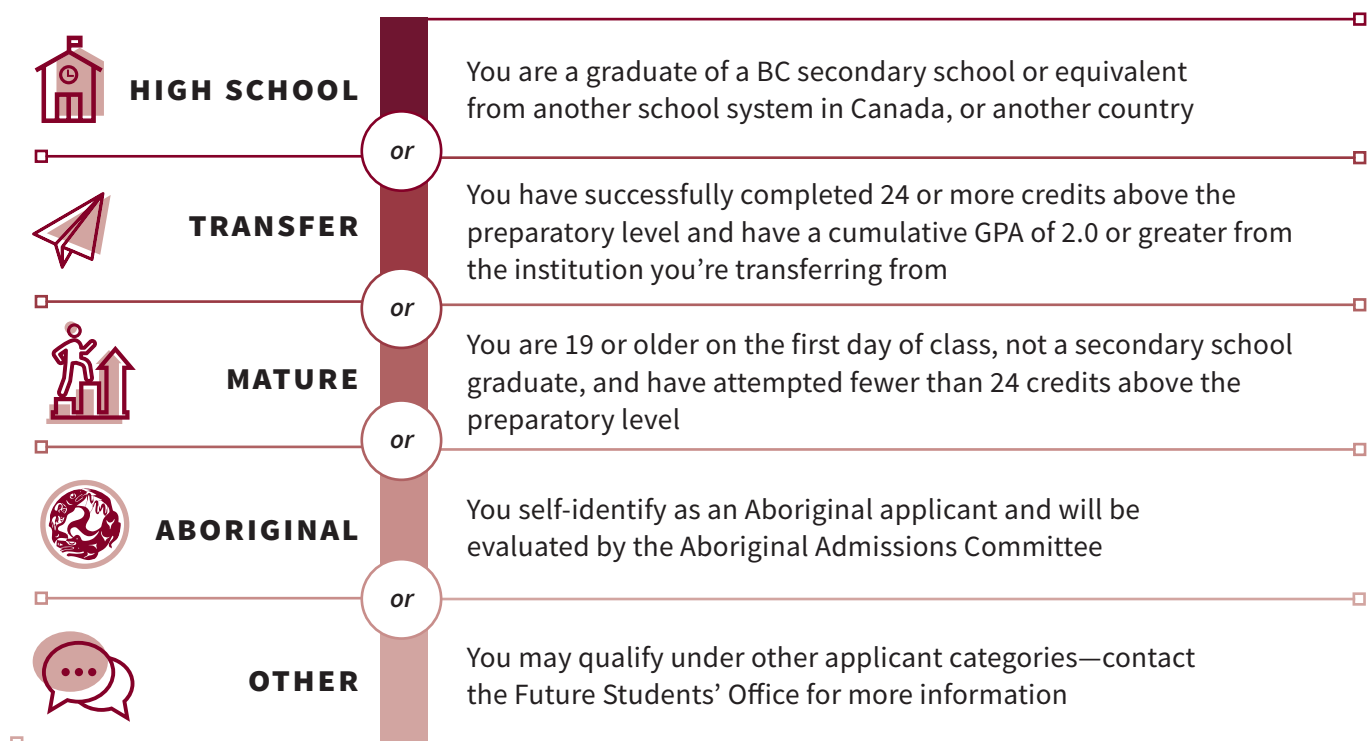 HIGH SCHOOL
You are a graduate of a BC secondary school or equivalent
from another school system in Canada, or another country
or
TRANSFER
You have successfully completed 24 or more credits above the
preparatory level and have a cumulative GPA of 2.0 or greater from
the institution you’re transferring from
or
MATURE
You are 19 or older on the first day of class, not a secondary school
graduate, and have attempted fewer than 24 credits above the
preparatory level
or
ABORIGINAL
You self-identify as an Aboriginal applicant and will be
evaluated by the Aboriginal Admissions Committee
or
OTHER
You may qualify under other applicant categories—contact
the Future Students’ Office for more information